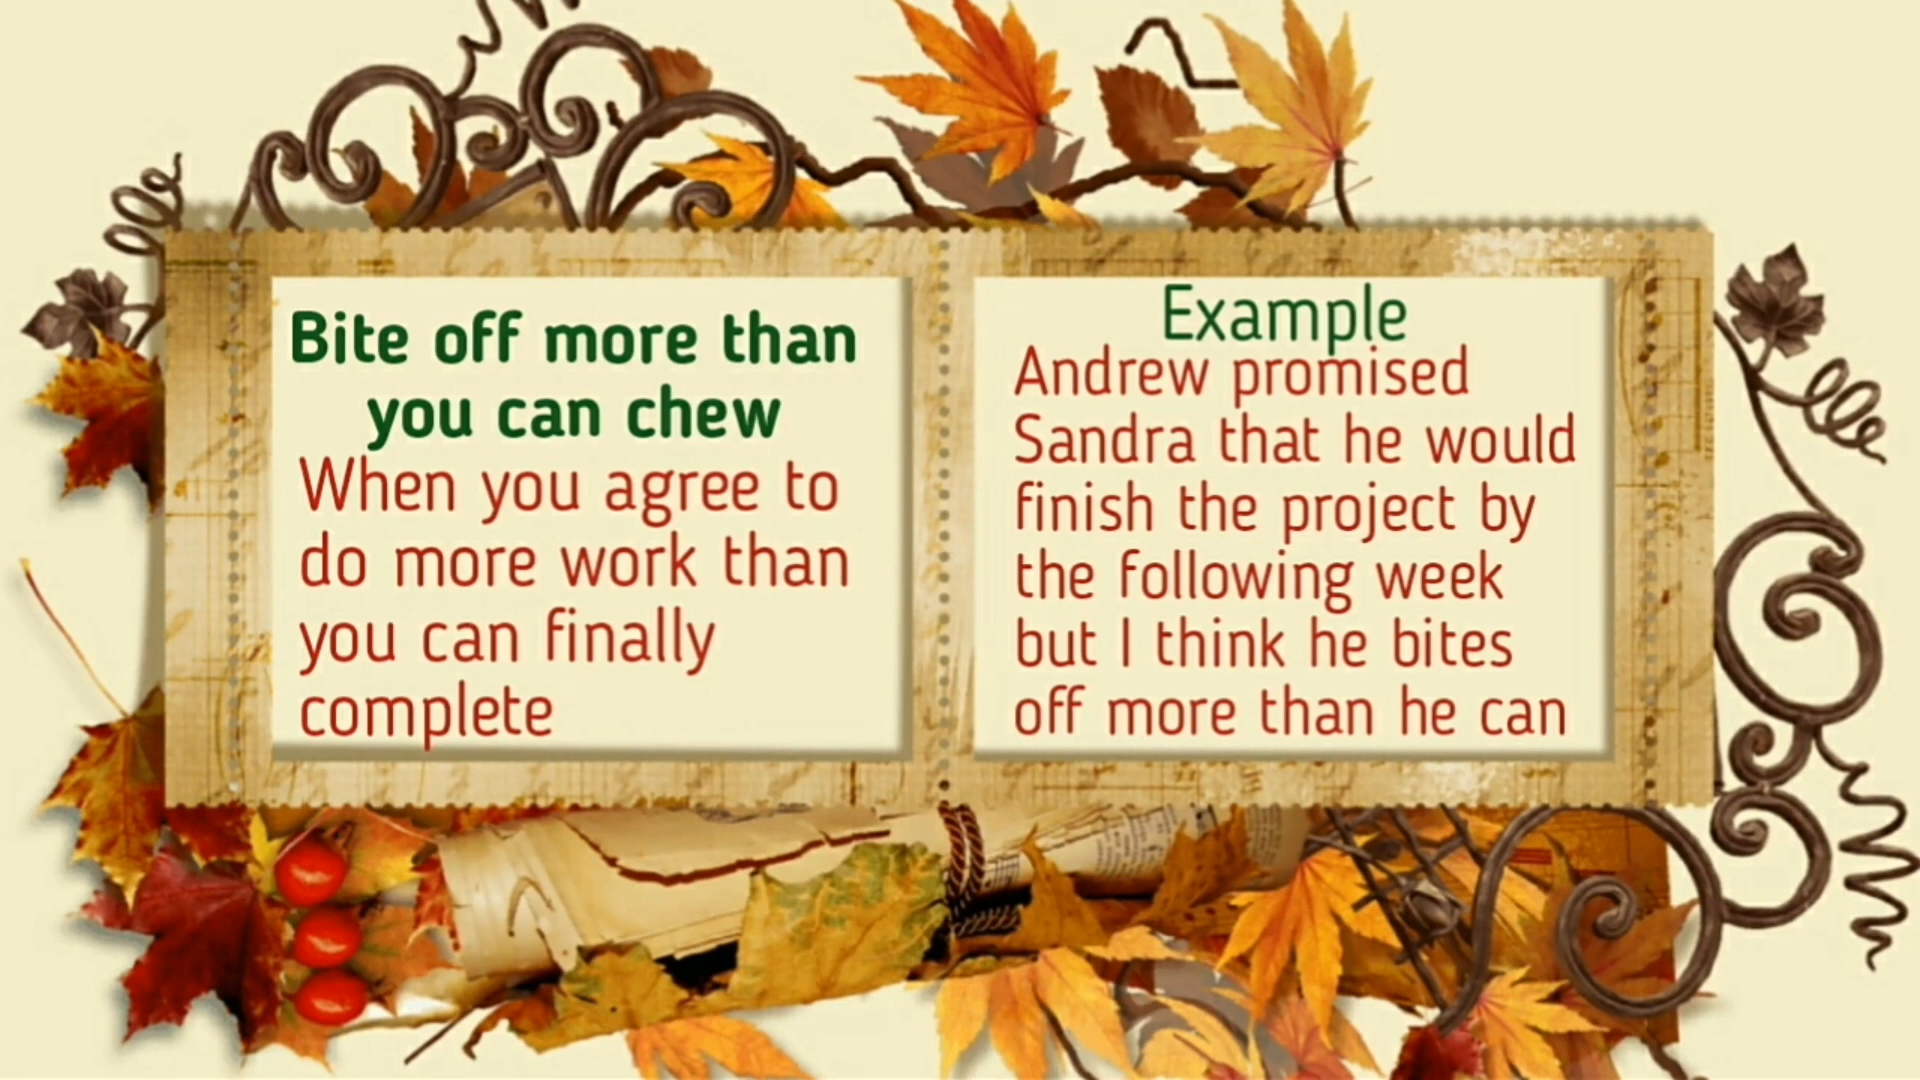 Bite off more than
you can chew
When you agree to
do more work than
you can finally
complete
Example
Andrew promised
Sandra that he would
finish the project by
the following week
but I think he bites
off more than he can